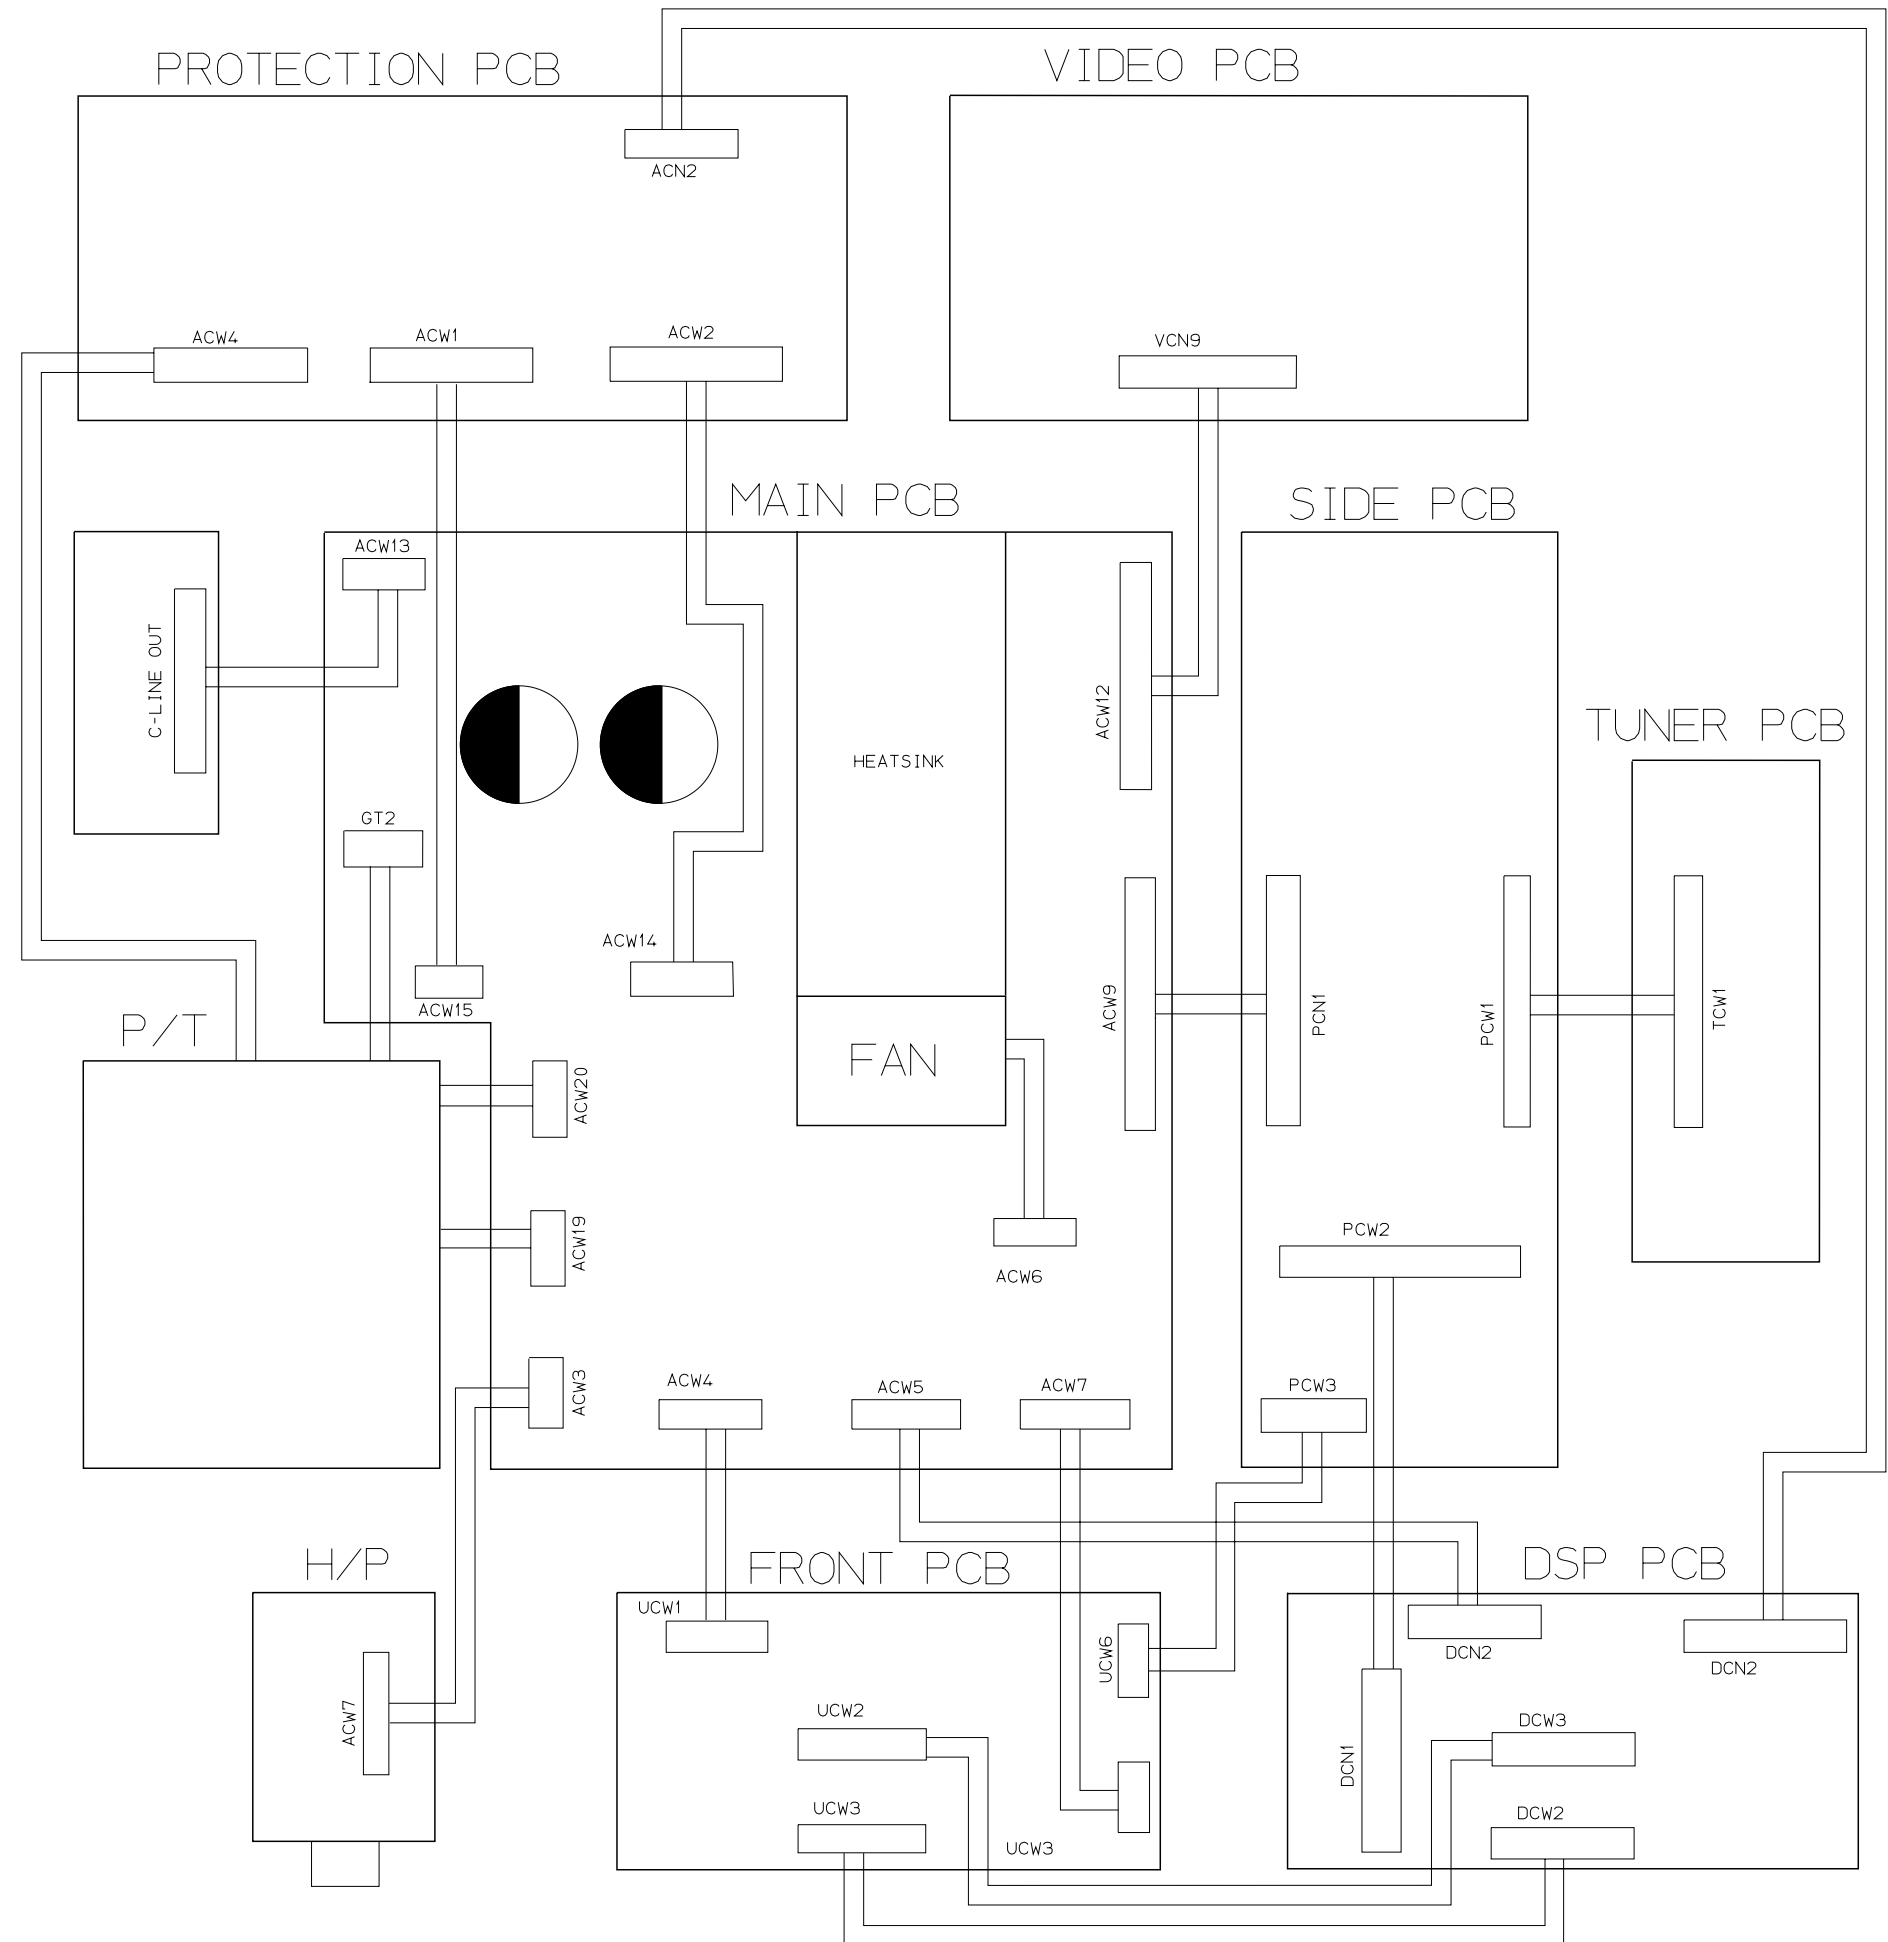 PROTECTION PCB
VIDEO PCB
ACN2
ACW4
ACW1
ACW2
VCN9
MAIN PCB
SIDE PCB
ACW13
C-LINE OUT
ACW12
TUNER PCB
HEATSINK
GT2
ACW14
ACW15
ACW9
PCN1
PCW1
TCW1
P/T
FAN
ACW20
ACW19
PCW2
ACW6
ACW3
ACW4
ACW5
ACW7
PCW3
H/P
FRONT PCB
DSP PCB
UCW1
UCW6
DCN2
DCN2
ACW7
UCW2
DCW3
DCN1
UCW3
DCW2
UCW3